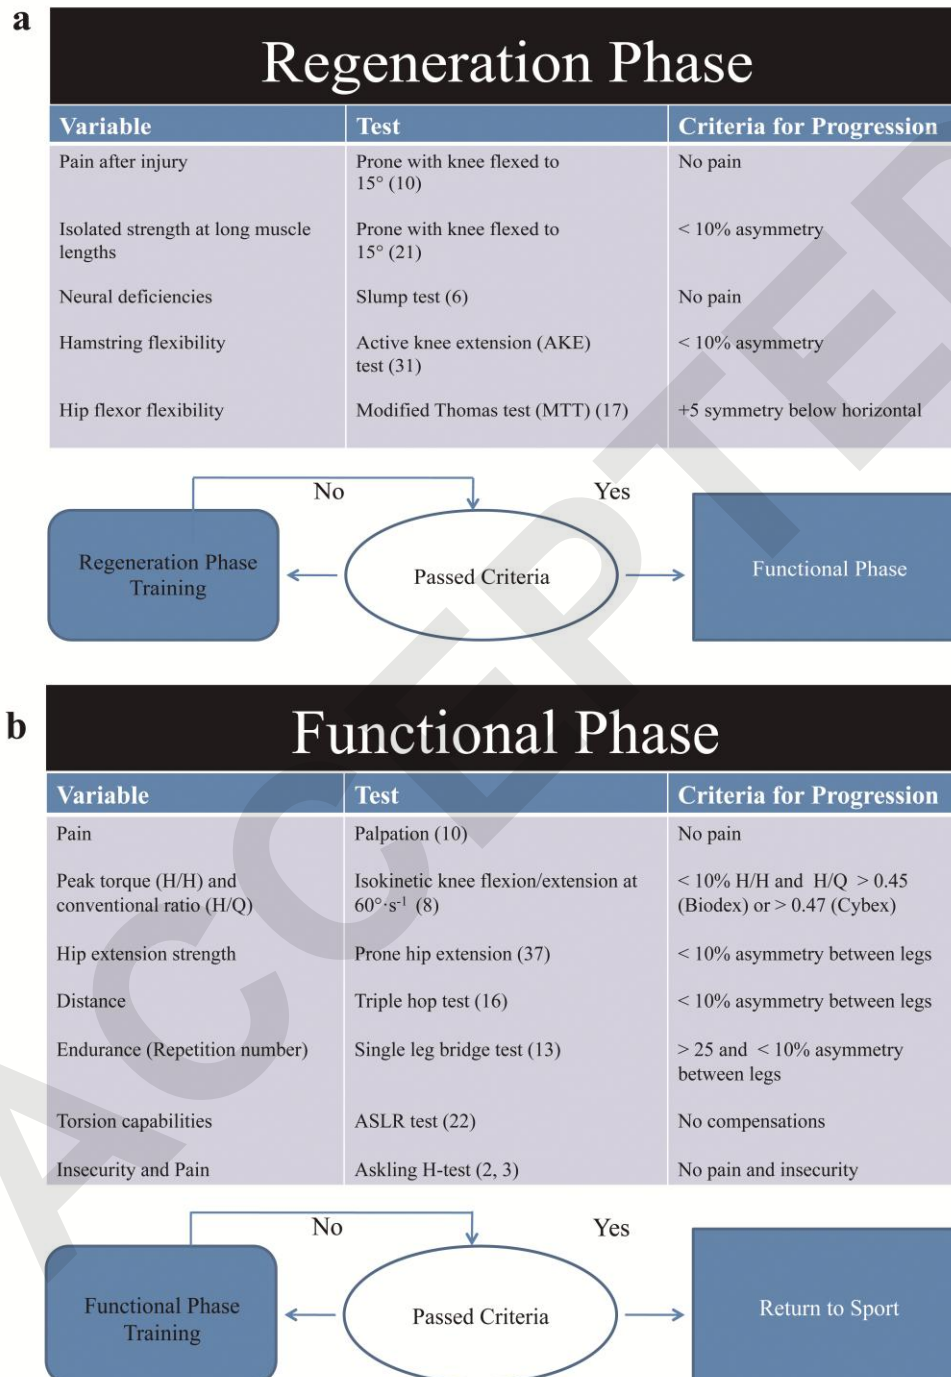 a
Regeneration Phase
Variable Test Criteria for Progression
Pain after injury Prone with knee flexed to No pain
15° (10)
Isolated strength at long muscle Prone with knee flexed to < 10% asymmetry
lengths 15° (21)
Neural deficiencies Slump test (6) No pain
Hamstring flexibility Active knee extension (AKE) < 10% asymmetry
test (31)
Hip flexor flexibility Modified Thomas test (MTT) (17) +5 symmetry below horizontal
No Yes
Regeneration Phase
Training
Passed Criteria
Functional Phase
b
Functional Phase
Variable Test Criteria for Progression
Pain Palpation (10) No pain
Peak torque (H/H) and Isokinetic knee flexion/extension at < 10% H/H and H/Q > 0.45
conventional ratio (H/Q) 60°·s⁻¹ (8) (Biodex) or > 0.47 (Cybex)
Hip extension strength Prone hip extension (37) < 10% asymmetry between legs
Distance Triple hop test (16) < 10% asymmetry between legs
Endurance (Repetition number) Single leg bridge test (13) > 25 and < 10% asymmetry
between legs
Torsion capabilities ASLR test (22) No compensations
Insecurity and Pain Askling H-test (2, 3) No pain and insecurity
No Yes
Functional Phase
Training
Passed Criteria
Return to Sport
ACCEPTED